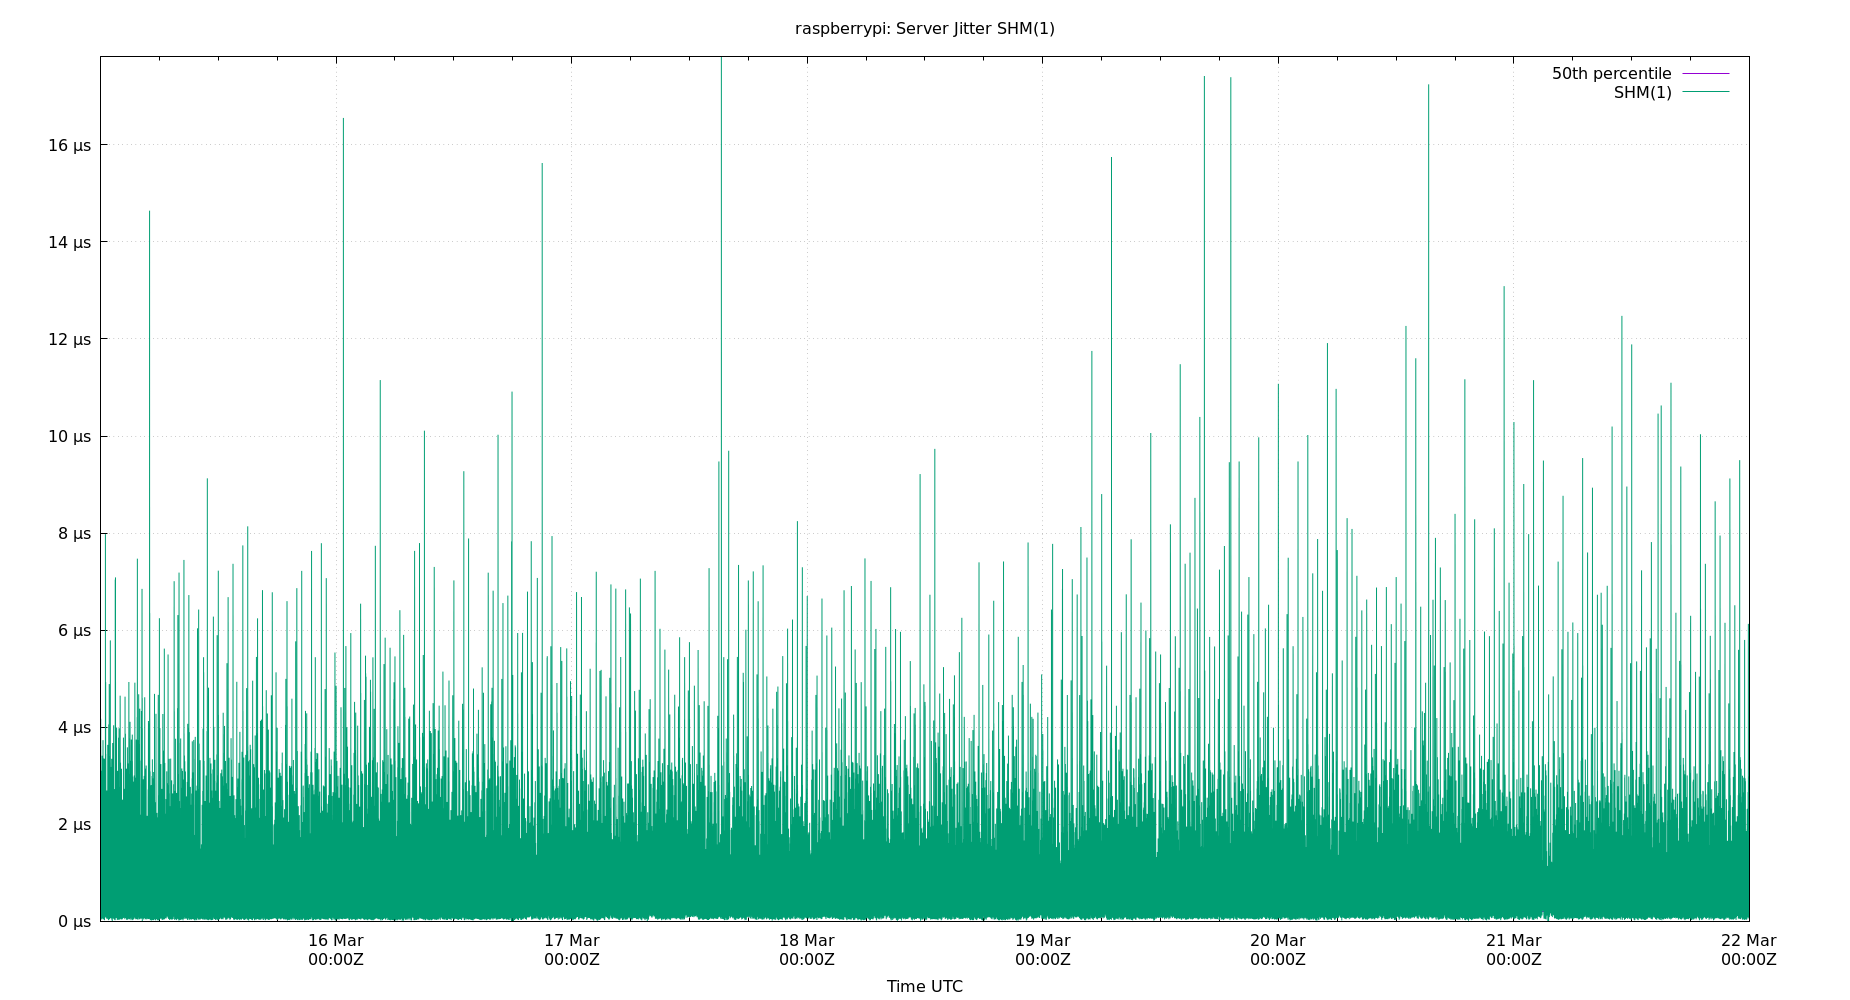 raspberrypi: Server Jitter SHM(1)
50th percentile
SHM(1)
16 µs
14 µs
12 µs
10 µs
8 µs
6 µs
4 µs
2 µs
0 µs
16 Mar 17 Mar 18 Mar 19 Mar 20 Mar 21 Mar 22 Mar
00:00Z 00:00Z 00:00Z 00:00Z 00:00Z 00:00Z 00:00Z
Time UTC